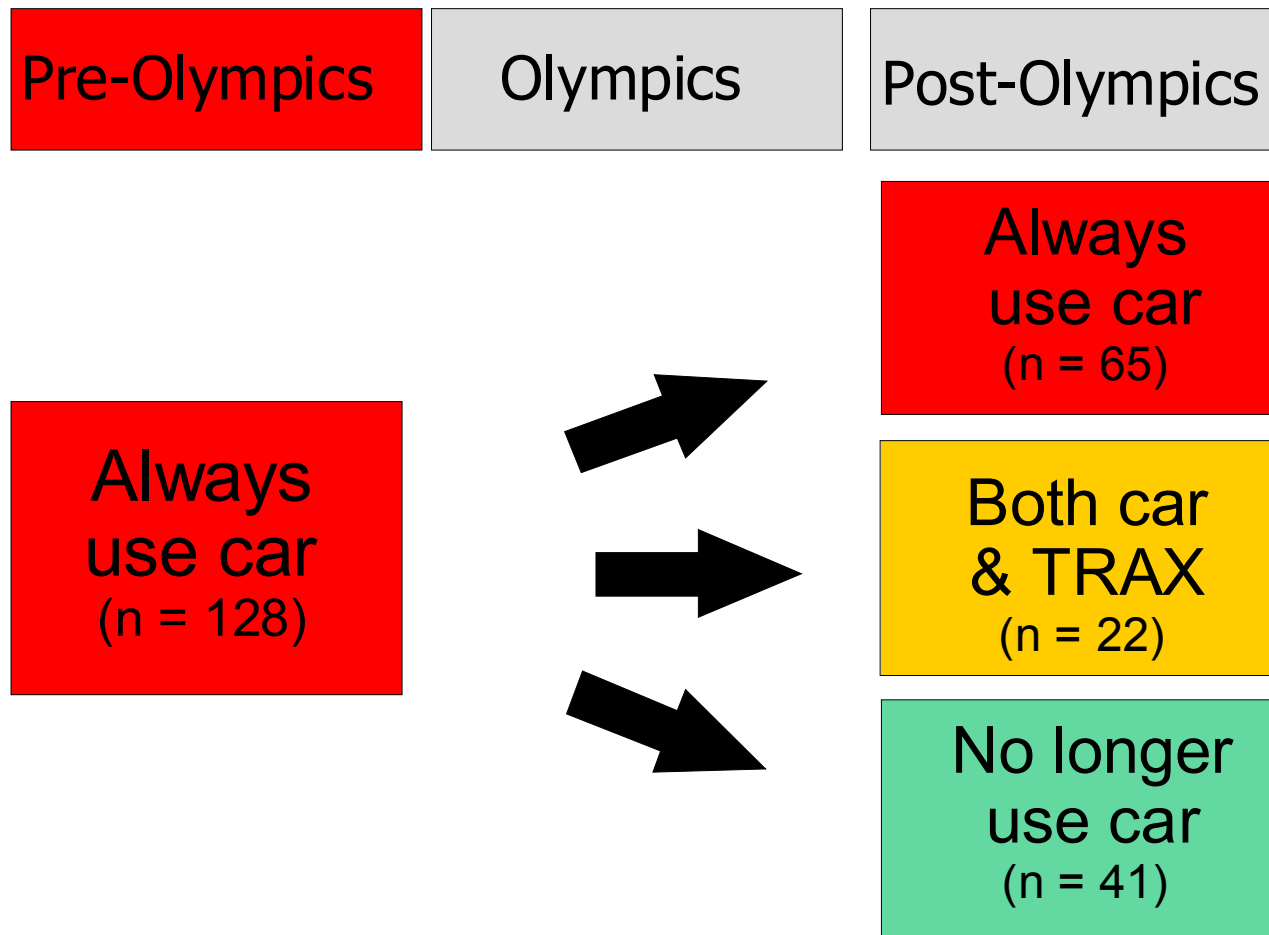 Pre-Olympics
Olympics
Post-Olympics
Always
use car
(n = 128)
Always
use car
(n = 65)
Both car
& TRAX
(n = 22)
No longer
use car
(n = 41)